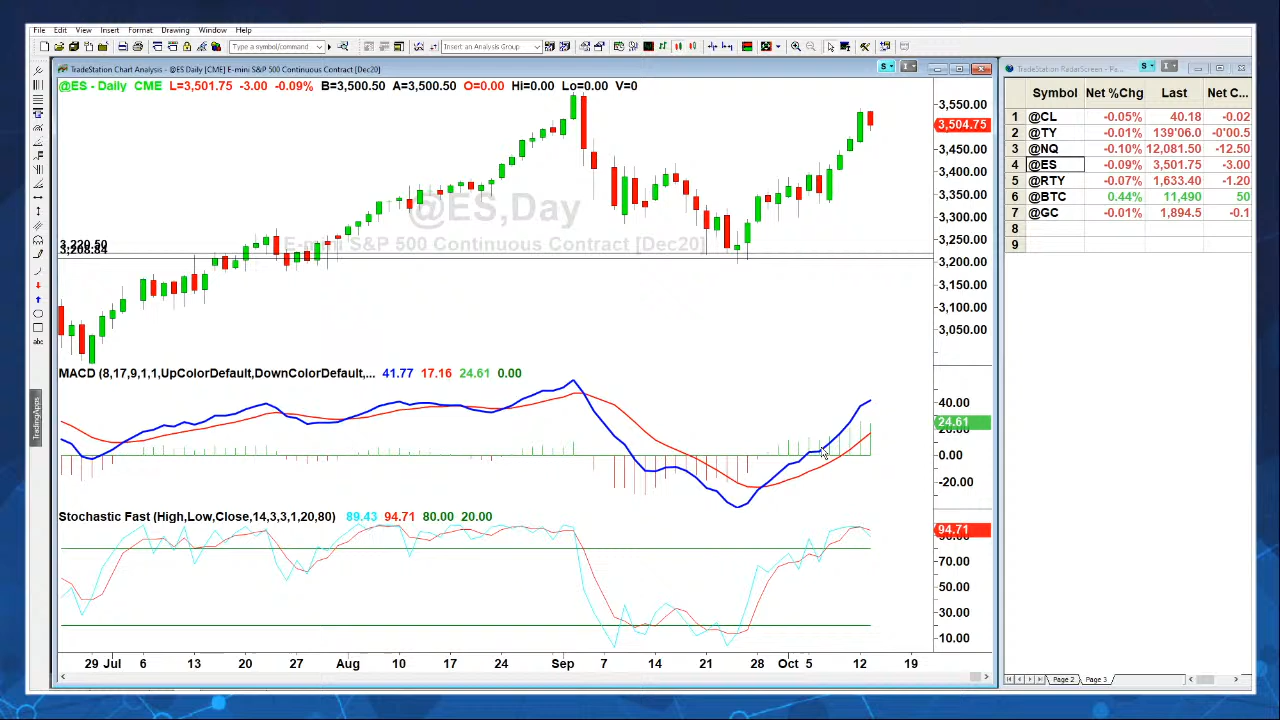 File Edit View Insert Format Drawing Window Help
Type a symbol/command
Insert an Analysis Group
TradeStation Chart Analysis - @ES Daily [CME] E-mini S&P 500 Continuous Contract [Dec20]
S I
@ES - Daily CME L=3,501.75 -3.00 -0.09% B=3,500.50 A=3,500.50 O=0.00 Hi=0.00 Lo=0.00 V=0
3,550.00
3,504.75
3,450.00
3,400.00
3,350.00
3,300.00
3,250.00
3,200.00
3,150.00
3,100.00
3,050.00
@ES,Day
E-mini S&P 500 Continuous Contract [Dec20]
MACD (8,17,9,1,1,UpColorDefault,DownColorDefault,... 41.77 17.16 24.61 0.00
40.00
24.61
0.00
-20.00
Stochastic Fast (High,Low,Close,14,3,3,1,20,80) 89.43 94.71 80.00 20.00
94.71
70.00
50.00
30.00
10.00
29 Jul 6 13 20 27 Aug 10 17 24 Sep 7 14 21 28 Oct 5 12 19
abc
TradingApps
TradeStation RadarScreen - Pa...
S I
Symbol Net %Chg Last Net C...
1 @CL -0.05% 40.18 -0.02
2 @TY -0.01% 139'06.0 -0'00.5
3 @NQ -0.10% 12,081.50 -12.50
4 @ES -0.09% 3,501.75 -3.00
5 @RTY -0.07% 1,633.40 -1.20
6 @BTC 0.44% 11,490 50
7 @GC -0.01% 1,894.5 -0.1
8
9
Page 2 Page 3